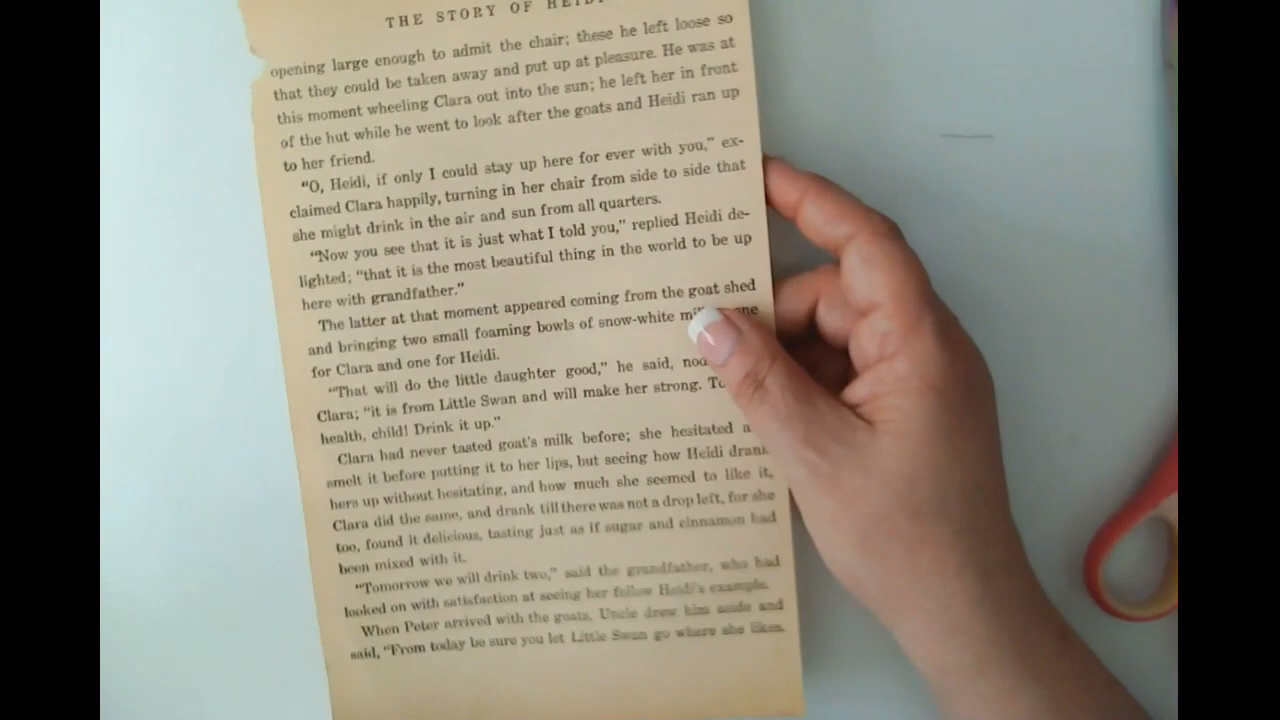 THE STORY OF HEIDI
opening large enough to admit the chair; these he left loose so
that they could be taken away and put up at pleasure. He was at
this moment wheeling Clara out into the sun; he left her in front
of the hut while he went to look after the goats and Heidi ran up
to her friend.
“O, Heidi, if only I could stay up here for ever with you,” ex-
claimed Clara happily, turning in her chair from side to side that
she might drink in the air and sun from all quarters.
“Now you see that it is just what I told you,” replied Heidi de-
lighted; “that it is the most beautiful thing in the world to be up
here with grandfather.”
The latter at that moment appeared coming from the goat shed
and bringing two small foaming bowls of snow-white one
for Clara and one for Heidi.
“That will do the little daughter good,” he said,
Clara; “it is from Little Swan and will make her strong.
health, child! Drink it up.”
Clara had never tasted goat's milk before; she hesitated
smelt it before putting it to her lips, but seeing how Heidi drank
hers up without hesitating, and how much she seemed to like it,
Clara did the same, and drank till there was not a drop left, for she
too, found it delicious, tasting just as if sugar and cinnamon had
been mixed with it.
“Tomorrow we will drink two,” said the grandfather, who had
looked on with satisfaction at seeing her follow Heidi's example.
When Peter arrived with the goats, Uncle drew him aside and
said, “From today be sure you let Little Swan go where she likes.